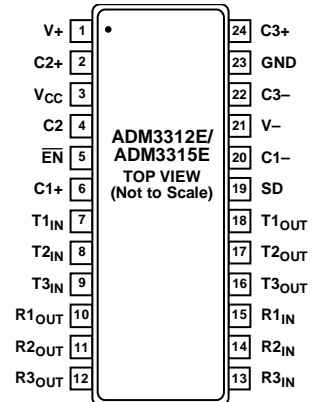 V+ 1 24 C3+
C2+ 2 23 GND
VCC 3 22 C3–
C2 4 21 V–
EN 5 20 C1–
C1+ 6 19 SD
T1IN 7 18 T1OUT
T2IN 8 17 T2OUT
T3IN 9 16 T3OUT
R1OUT 10 15 R1IN
R2OUT 11 14 R2IN
R3OUT 12 13 R3IN
ADM3312E/
ADM3315E
TOP VIEW
(Not to Scale)